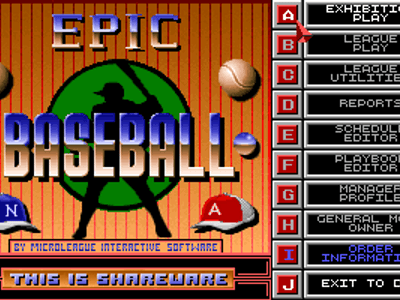 EPIC
BASEBALL
N
A
BY MICROLEAGUE INTERACTIVE SOFTWARE
THIS IS SHAREWARE
A
EXHIBITIO
PLAY
B
LEAGUE
PLAY
C
LEAGUE
UTILITIE
D
REPORTS
E
SCHEDULE
EDITOR
F
PLAYBOOK
EDITOR
G
MANAGER
PROFILE
H
GENERAL M
OWNER
I
ORDER
INFORMATI
J
EXIT TO D